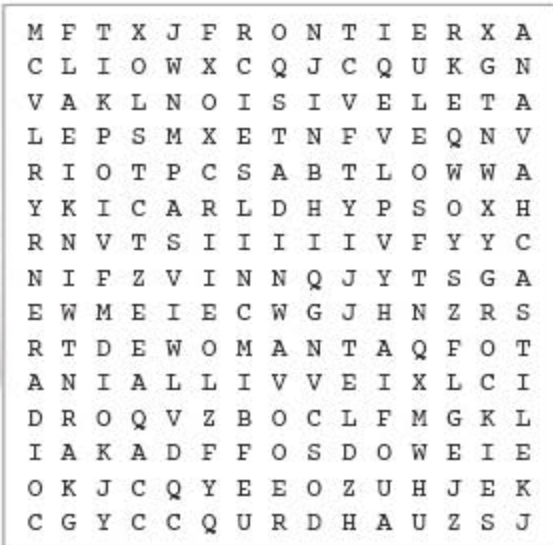 M F T X J F R O N T I E R X A
C L I O W X C Q J C Q U K G N
V A K L N O I S I V E L E T A
L E P S M X E T N F V E Q N V
R I O T P C S A B T L O W W A
Y K I C A R L D H Y P S O X H
R N V T S I I I I I V F Y Y C
N I F Z V I N N Q J Y T S G A
E W M E I E C W G J H N Z R S
R T D E W O M A N T A Q F O T
A N I A L L I V V E I X L C I
D R O Q V Z B O C L F M G K L
I A K A D F F O S D O W E I E
O K J C Q Y E E O Z U H J E K
C G Y C C Q U R D H A U Z S J